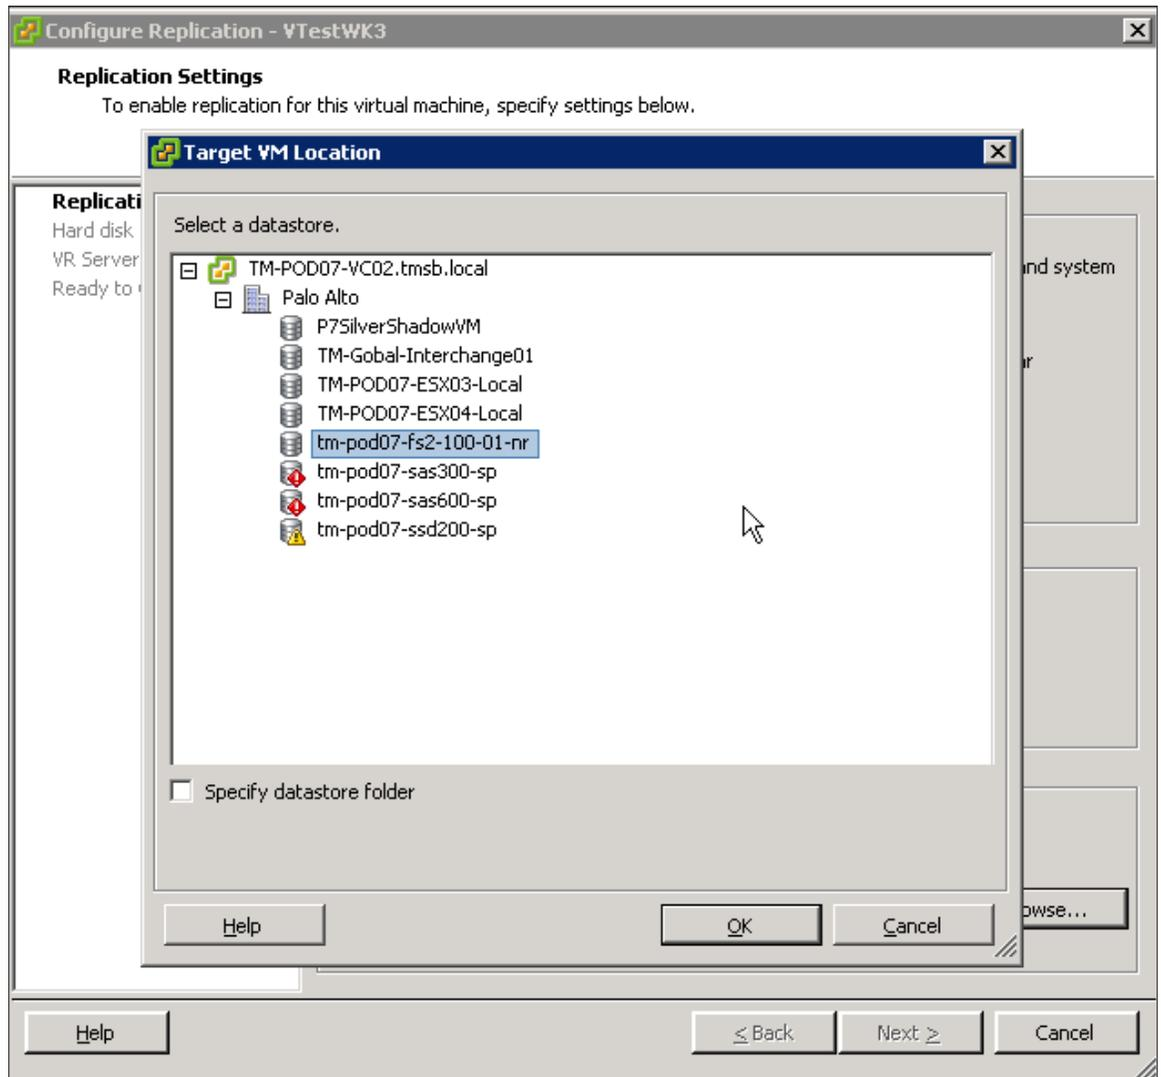 Configure Replication - VTestWK3
Replication Settings
To enable replication for this virtual machine, specify settings below.
Target VM Location
Replicati
Hard disk
VR Server
Ready to
Select a datastore.
TM-POD07-VC02.tmsb.local
Palo Alto
P7SilverShadowVM
TM-Gobal-Interchange01
TM-POD07-ESX03-Local
TM-POD07-ESX04-Local
tm-pod07-fs2-100-01-nr
tm-pod07-sas300-sp
tm-pod07-sas600-sp
tm-pod07-ssd200-sp
Specify datastore folder
Help
OK
Cancel
nd system
owse...
Help
< Back
Next >
Cancel